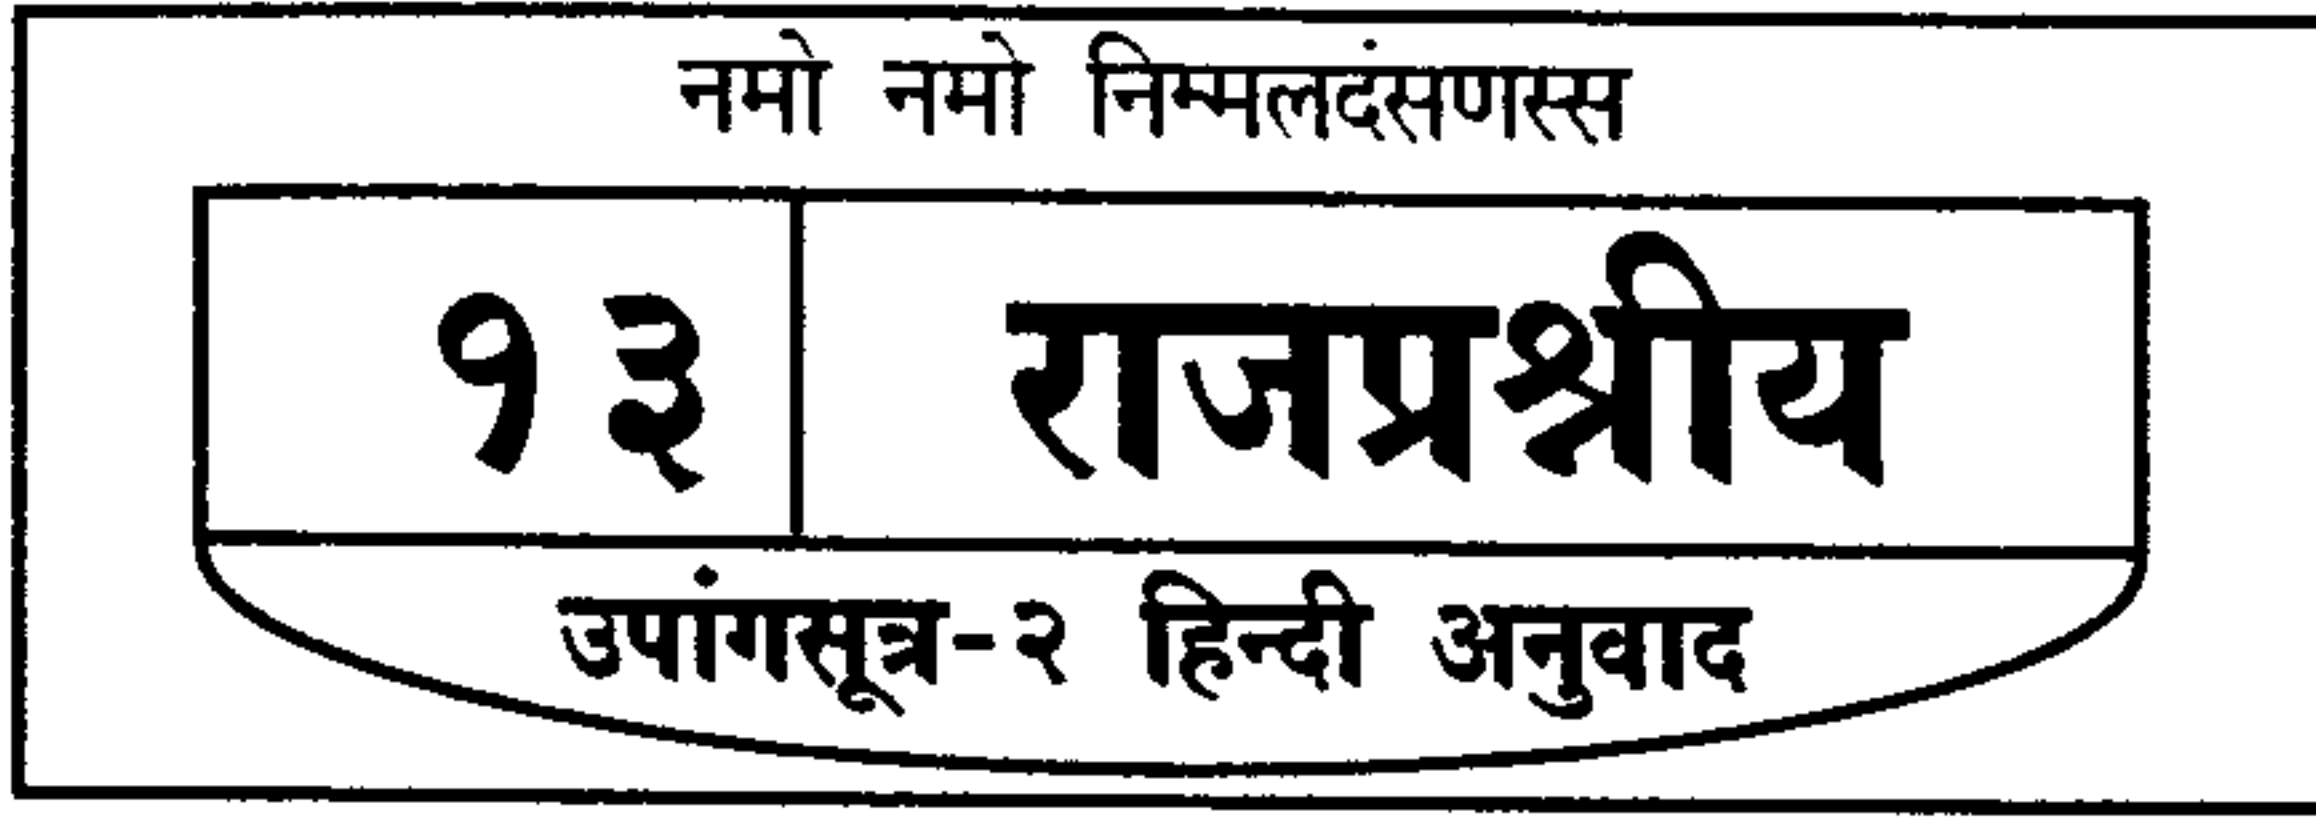 नमो नमो निम्मलदंसणस्स
१३ राजप्रश्रीय
उपांगसूत्र-२ हिन्दी अनुवाद